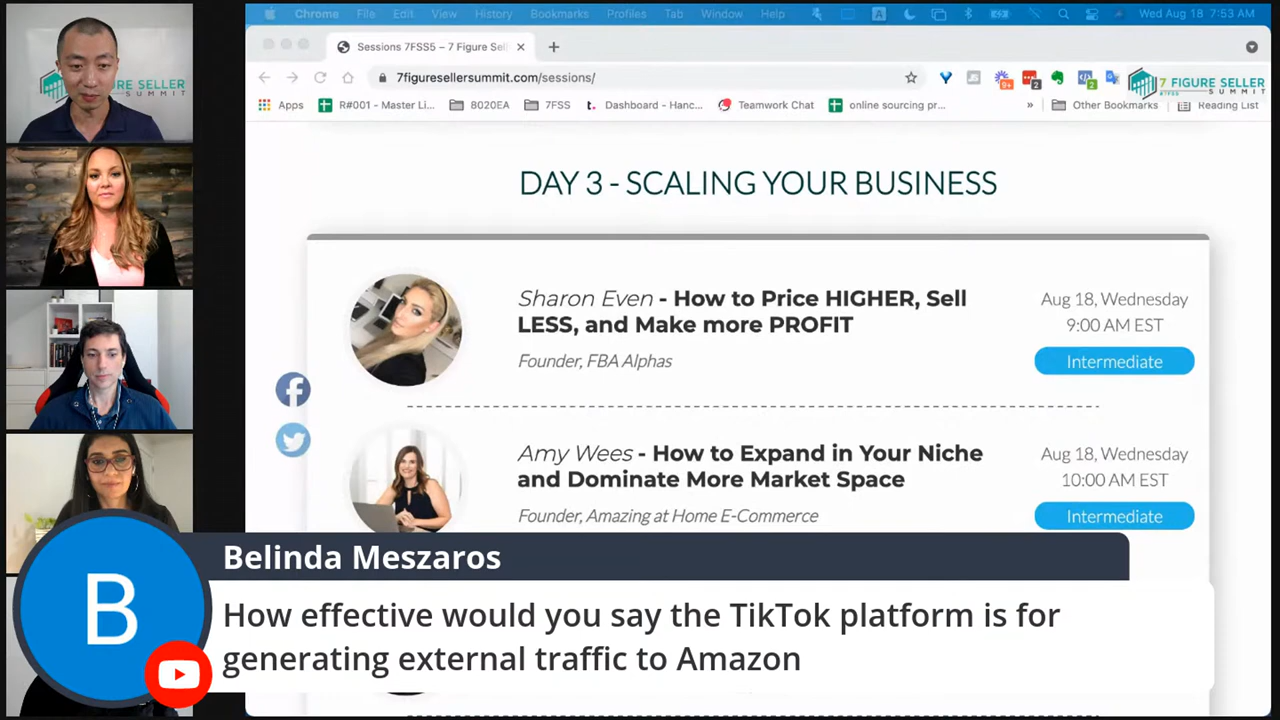 Chrome File Edit View History Bookmarks Profiles Tab Window Help A Wed Aug 18 7:53 AM
Sessions 7FSS5 – 7 Figure Sell
7figuresellersummit.com/sessions/
9+
2
2
7 FIGURE SELLER
SUMMIT
Apps R#001 - Master Li... 8020EA 7FSS Dashboard - Hanc... Teamwork Chat online sourcing pr... » Other Bookmarks Reading List
URE SELLER
SUMMIT
DAY 3 - SCALING YOUR BUSINESS
Sharon Even - How to Price HIGHER, Sell
LESS, and Make more PROFIT
Founder, FBA Alphas
Aug 18, Wednesday
9:00 AM EST
Intermediate
Amy Wees - How to Expand in Your Niche
and Dominate More Market Space
Founder, Amazing at Home E-Commerce
Aug 18, Wednesday
10:00 AM EST
Intermediate
B
Belinda Meszaros
How effective would you say the TikTok platform is for
generating external traffic to Amazon